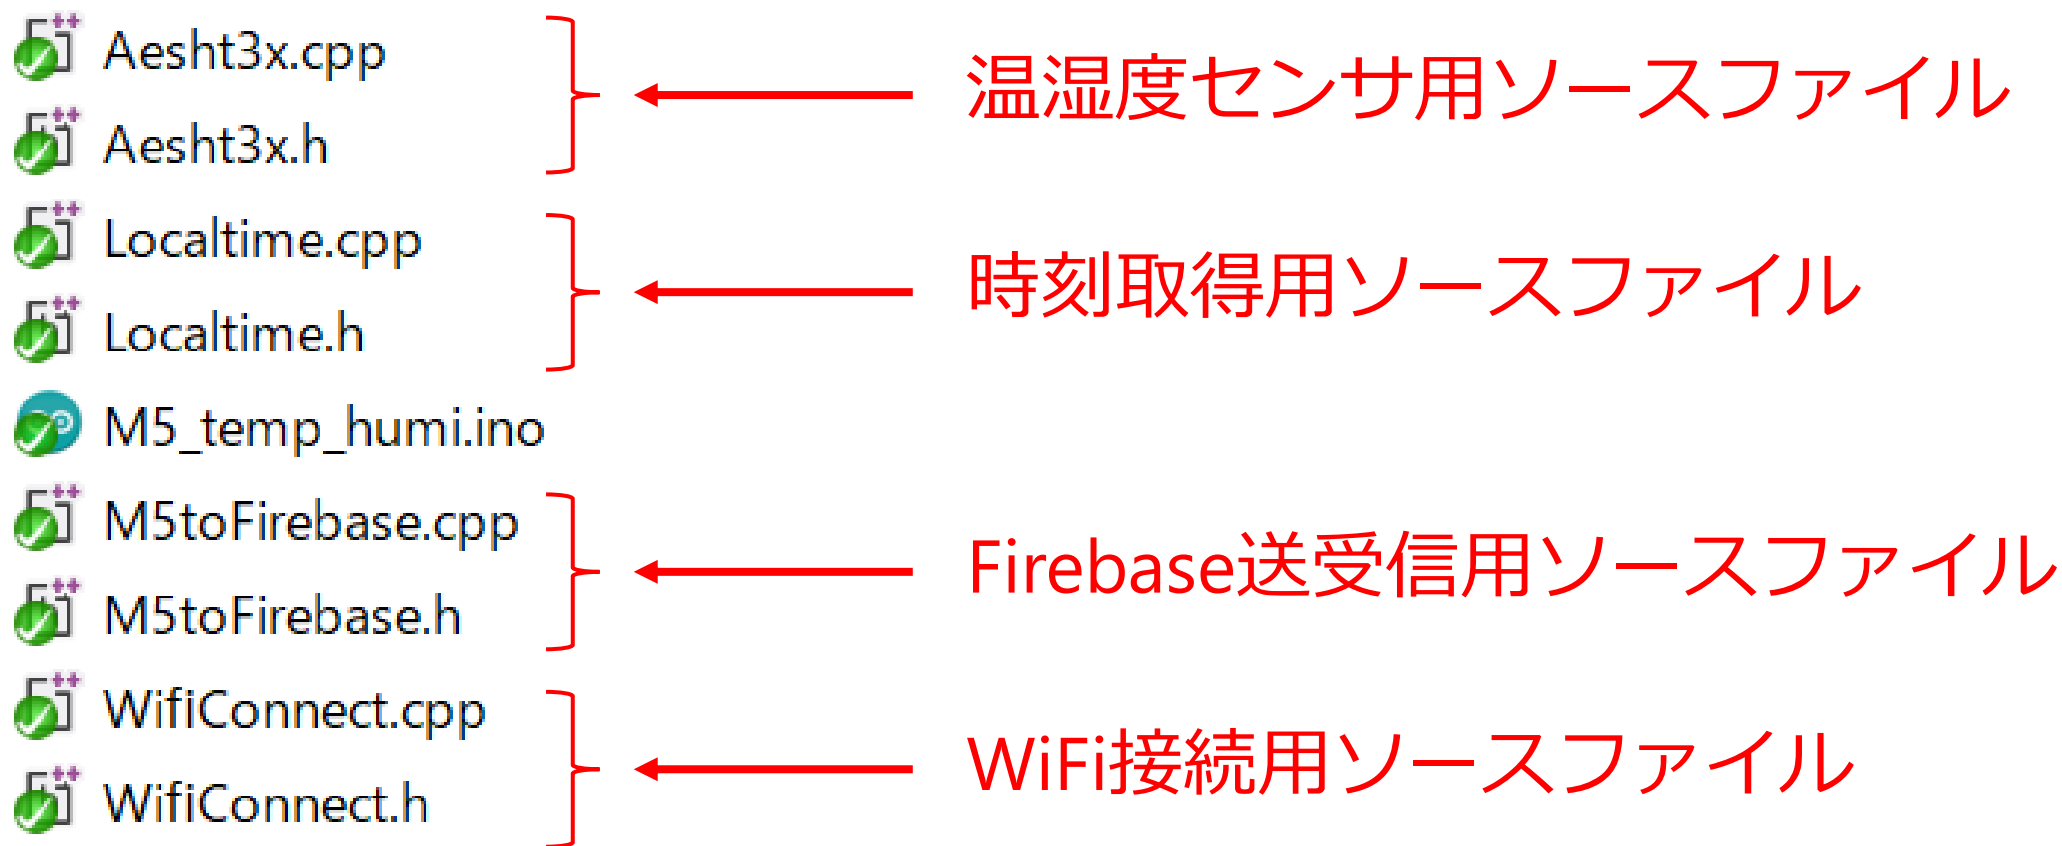 Aesht3x.cpp
Aesht3x.h
温湿度センサ用ソースファイル
Localtime.cpp
Localtime.h
時刻取得用ソースファイル
M5_temp_humi.ino
M5toFirebase.cpp
M5toFirebase.h
Firebase送受信用ソースファイル
WifiConnect.cpp
WifiConnect.h
WiFi接続用ソースファイル